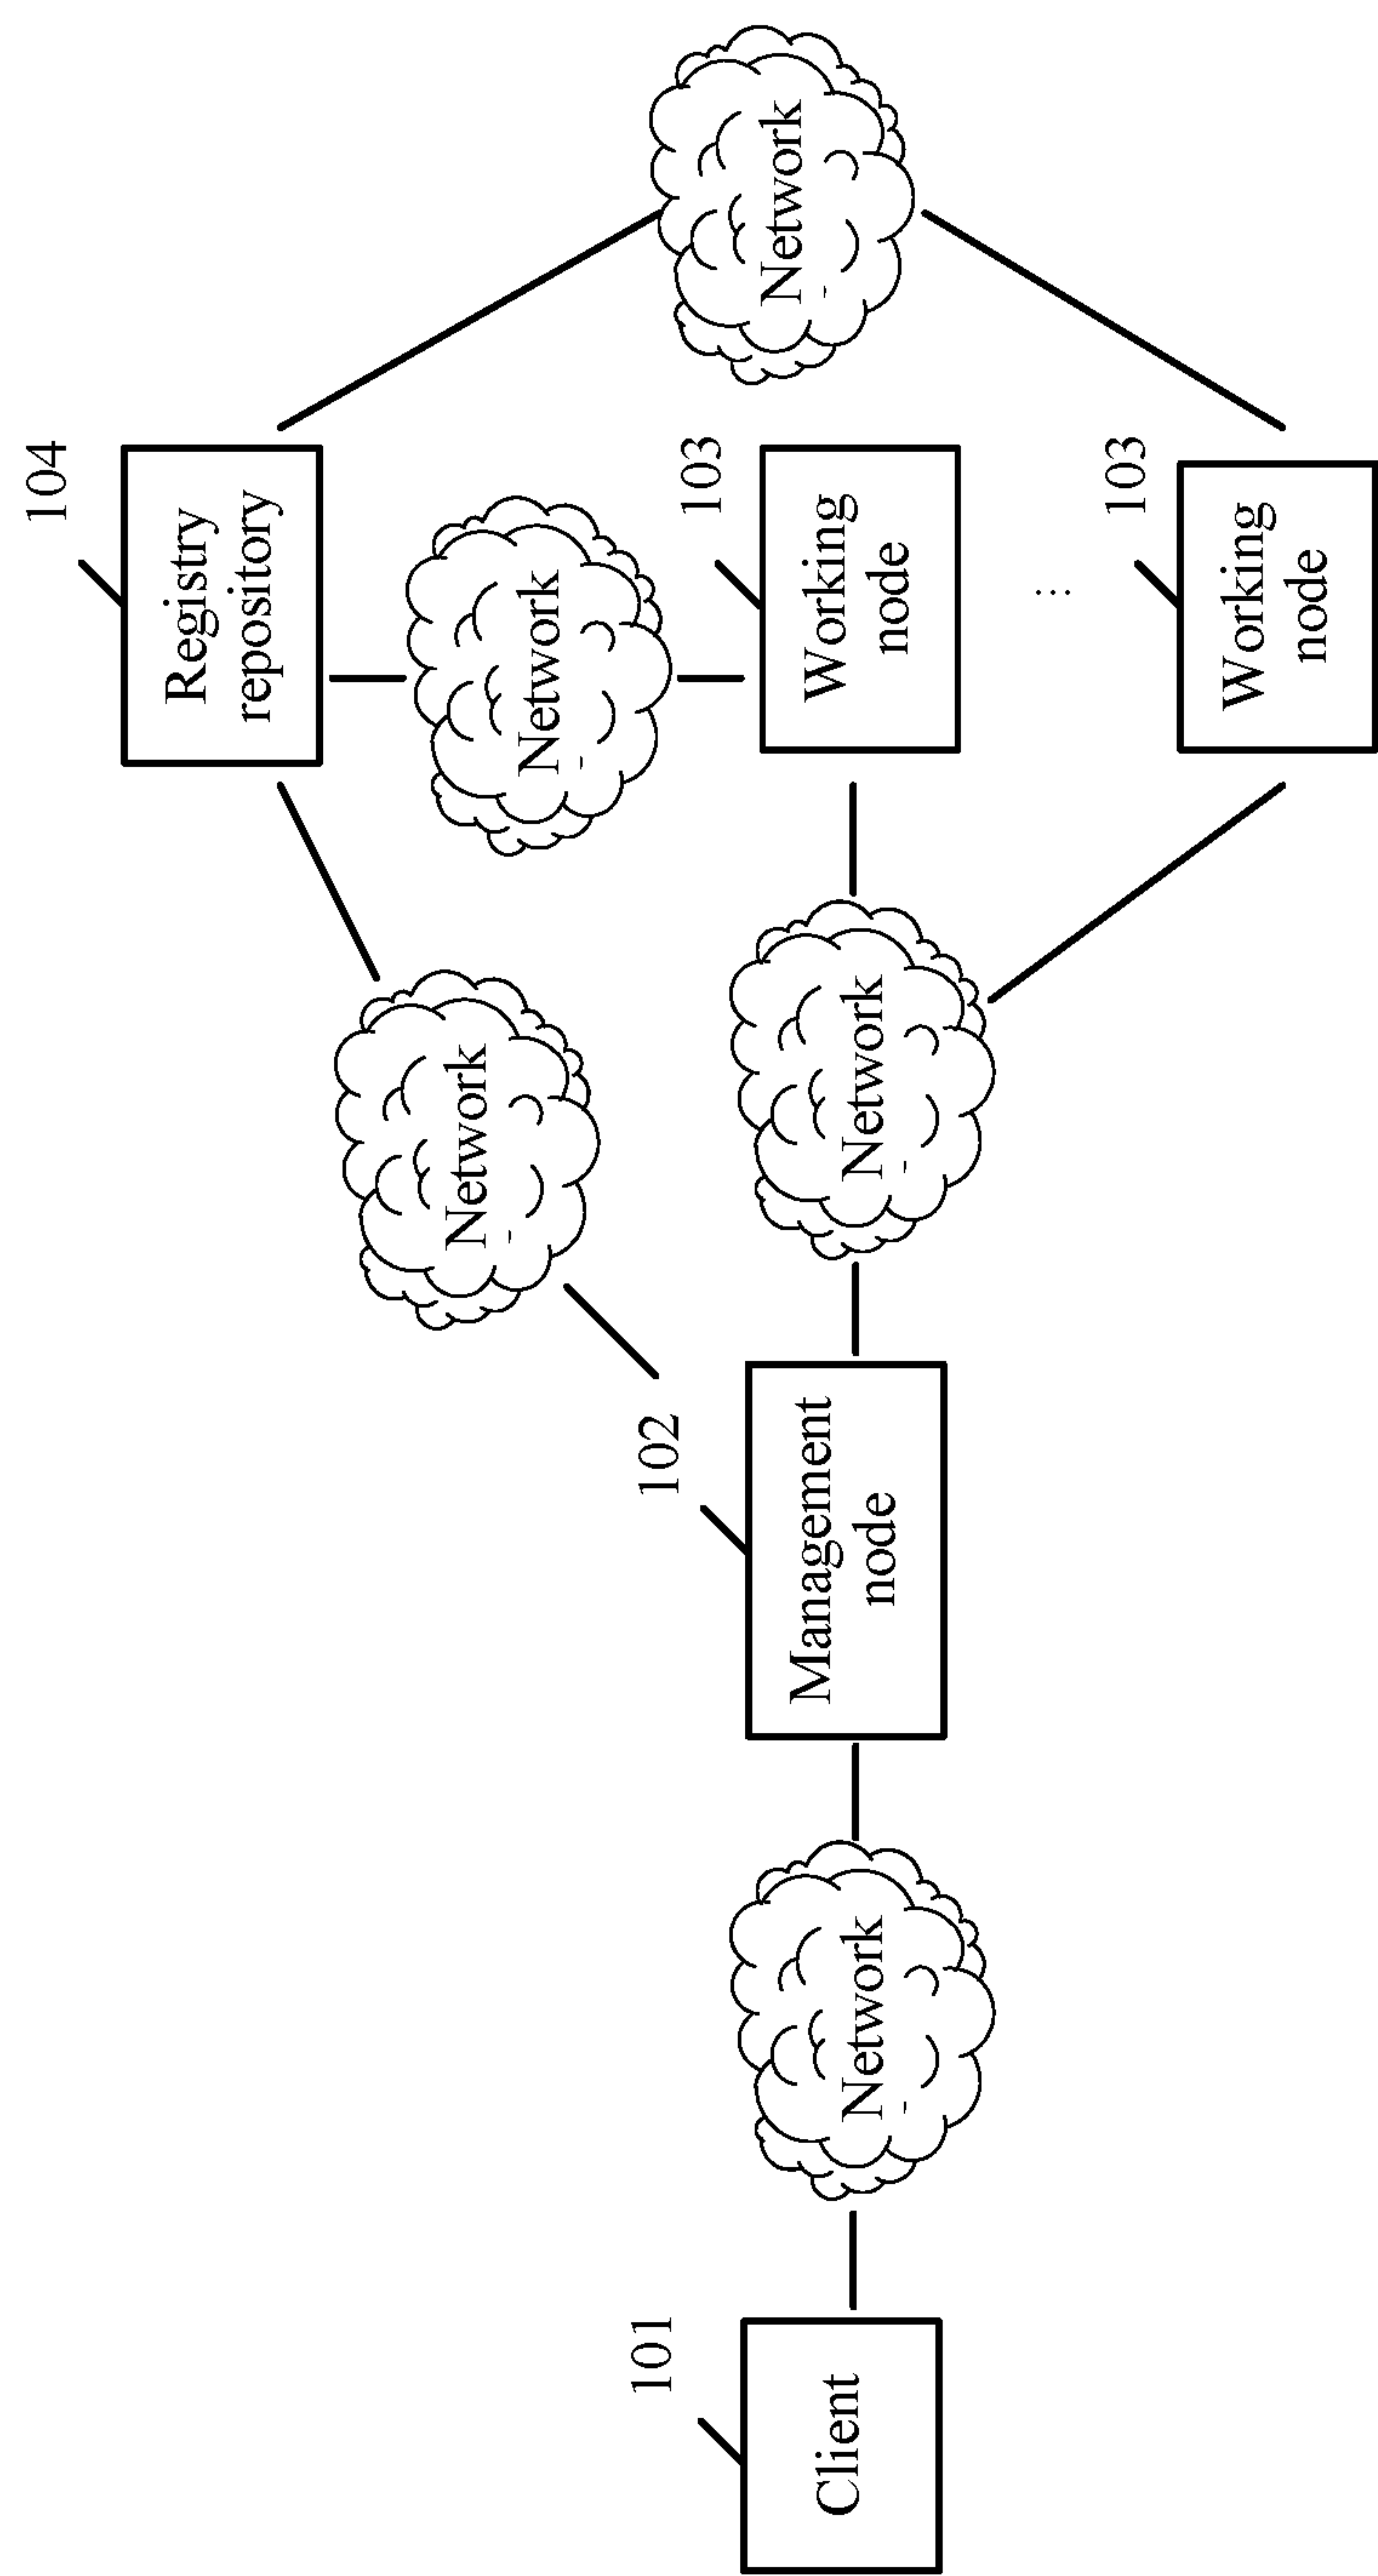 104
Registry
repository
Network
Network
Network
101
Client
Network
102
Management
node
Network
103
Working
node
...
103
Working
node